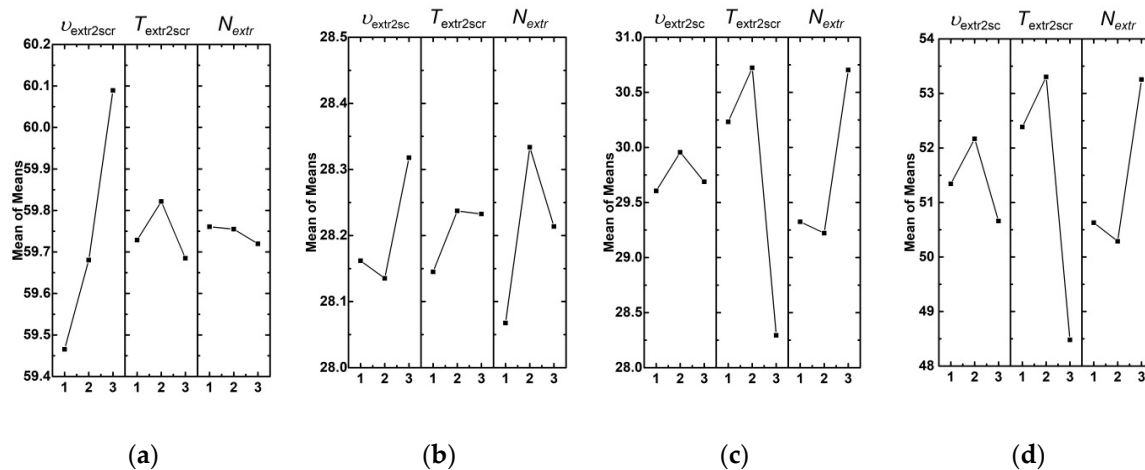 υextr2scr Textr2scr Nextr
60.2
60.1
60.0
59.9
59.8
59.7
59.6
59.5
59.4
Mean of Means
1 2 3 1 2 3 1 2 3
(a)
υextr2sc Textr2scr Nextr
28.5
28.4
28.3
28.2
28.1
28.0
Mean of Means
1 2 3 1 2 3 1 2 3
(b)
υextr2sc Textr2scr Nextr
31.0
30.5
30.0
29.5
29.0
28.5
28.0
Mean of Means
1 2 3 1 2 3 1 2 3
(c)
υextr2sc Textr2scr Nextr
54
53
52
51
50
49
48
Mean of Means
1 2 3 1 2 3 1 2 3
(d)